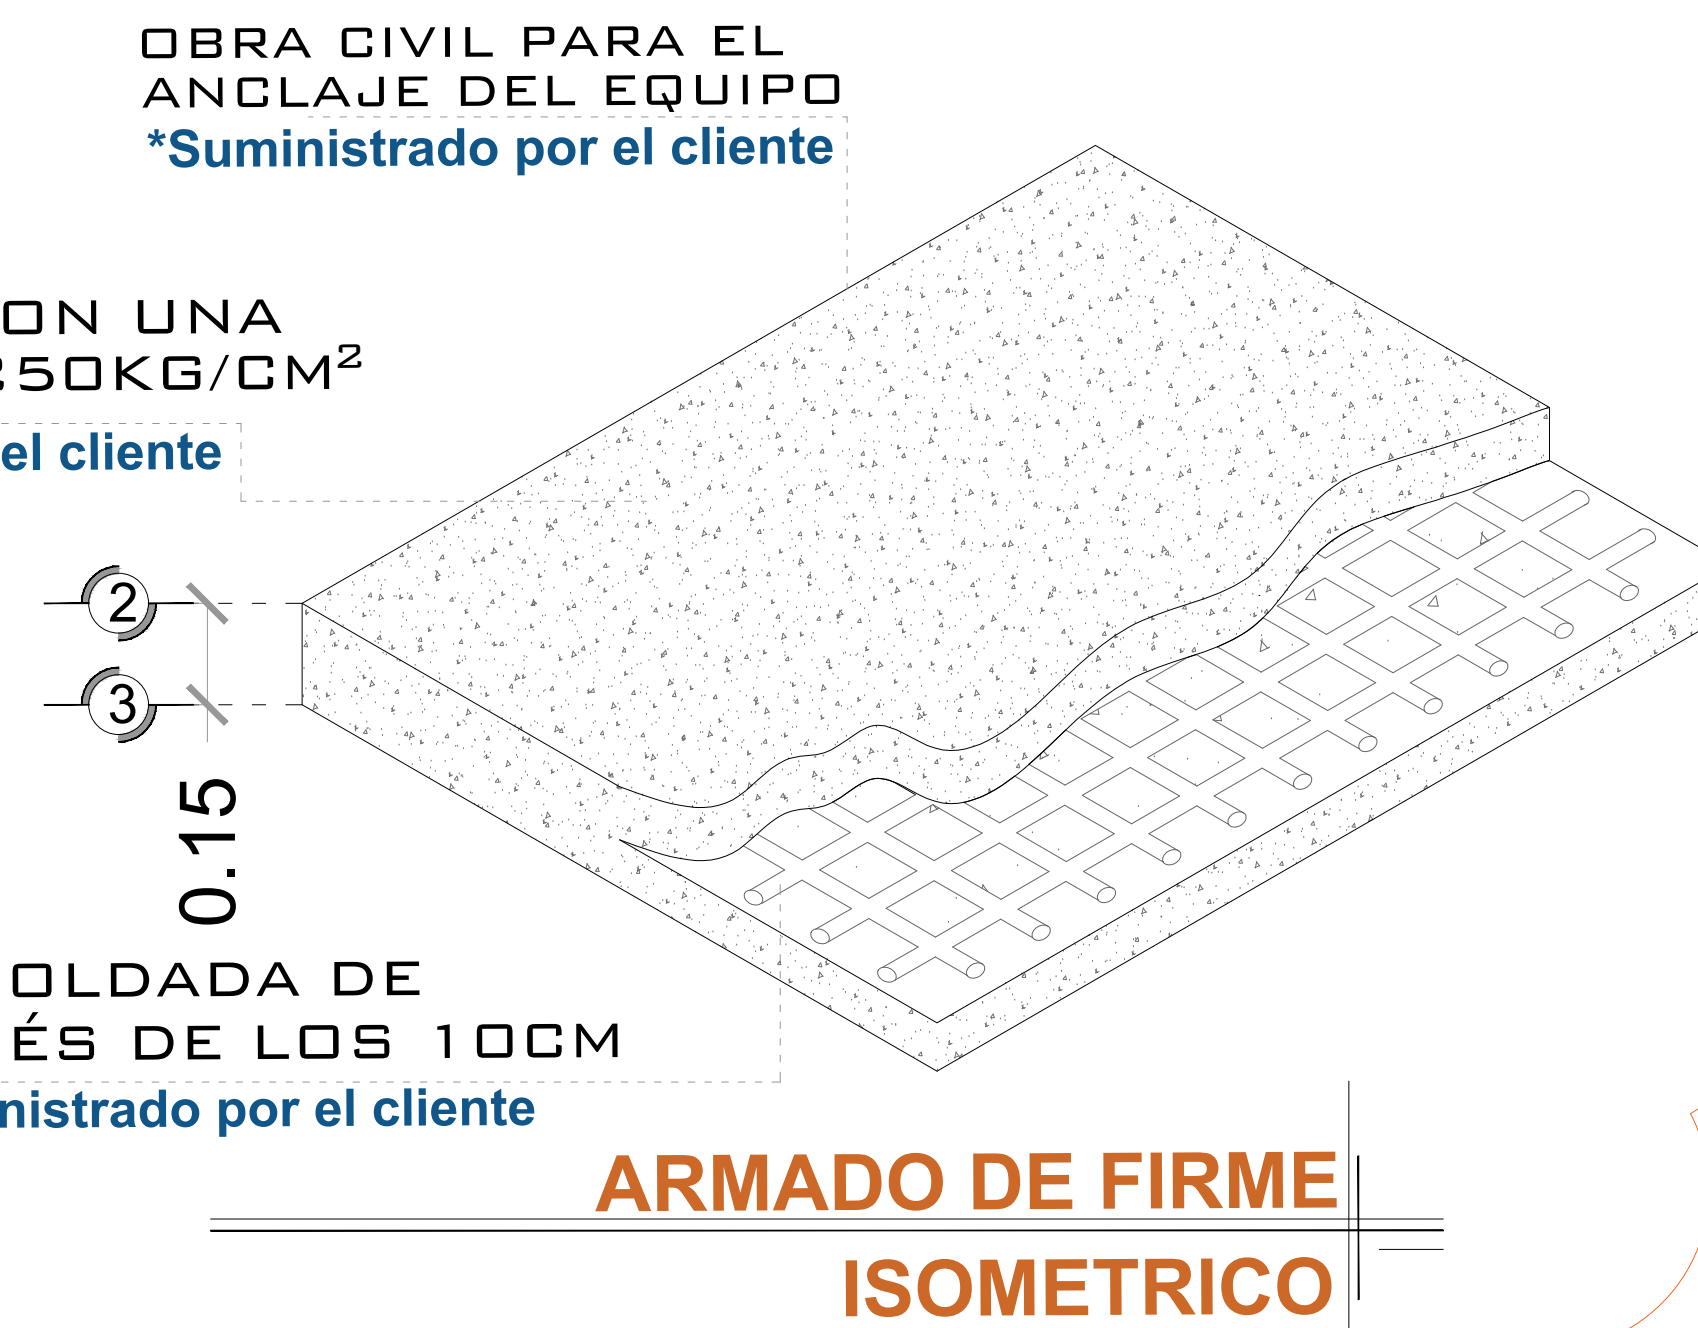 OBRA CIVIL PARA EL
ANCLAJE DEL EQUIPO
*Suministrado por el cliente
ON UNA
250KG/CM²
el cliente
2
3
0.15
OLDADA DE
ÉS DE LOS 10CM
nistrado por el cliente
ARMADO DE FIRME
ISOMETRICO